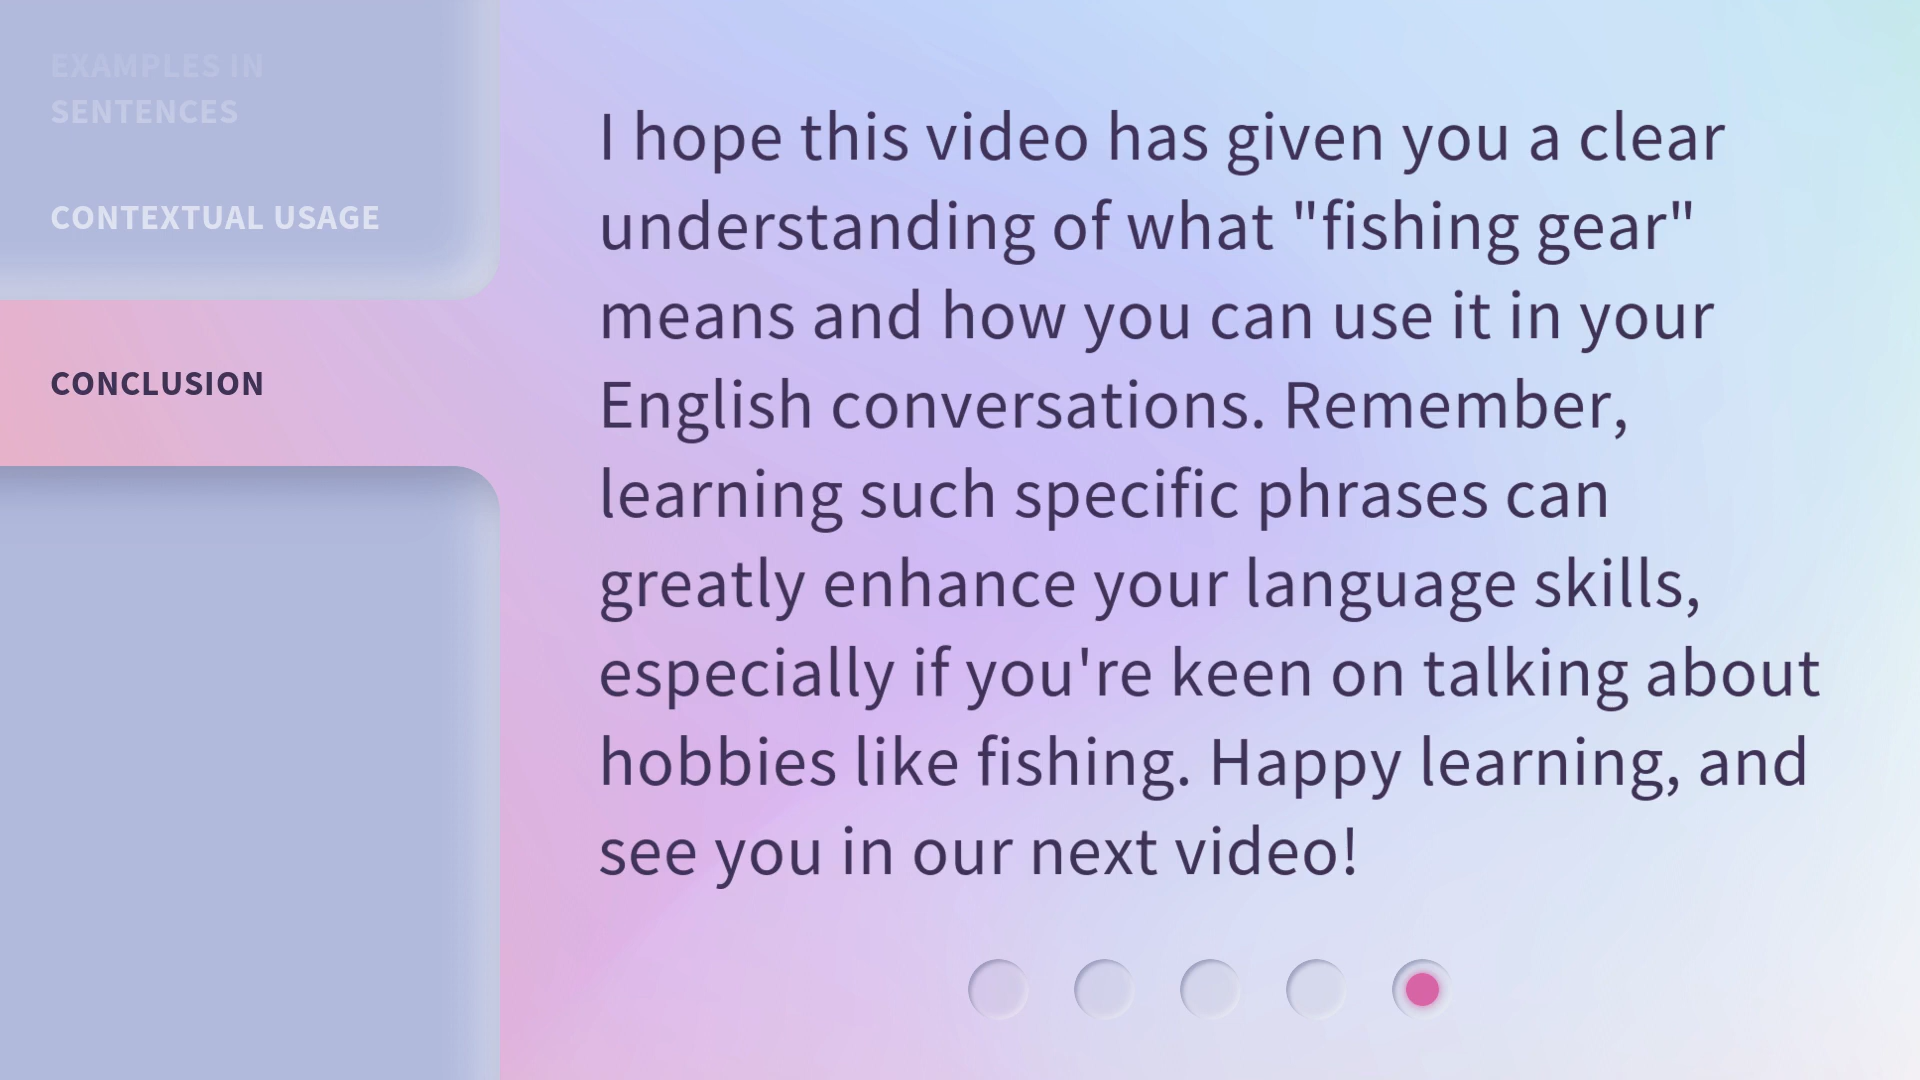 EXAMPLES IN
SENTENCES
CONTEXTUAL USAGE
CONCLUSION
I hope this video has given you a clear
understanding of what "fishing gear"
means and how you can use it in your
English conversations. Remember,
learning such specific phrases can
greatly enhance your language skills,
especially if you're keen on talking about
hobbies like fishing. Happy learning, and
see you in our next video!